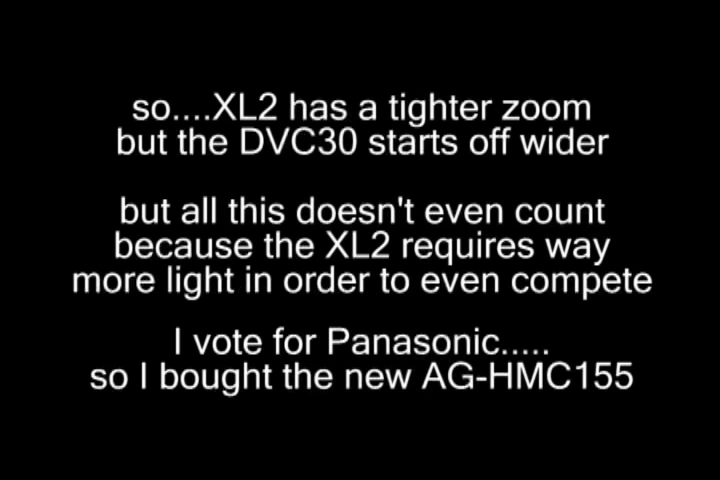 so....XL2 has a tighter zoom
but the DVC30 starts off wider
but all this doesn't even count
because the XL2 requires way
more light in order to even compete
I vote for Panasonic.....
so I bought the new AG-HMC155